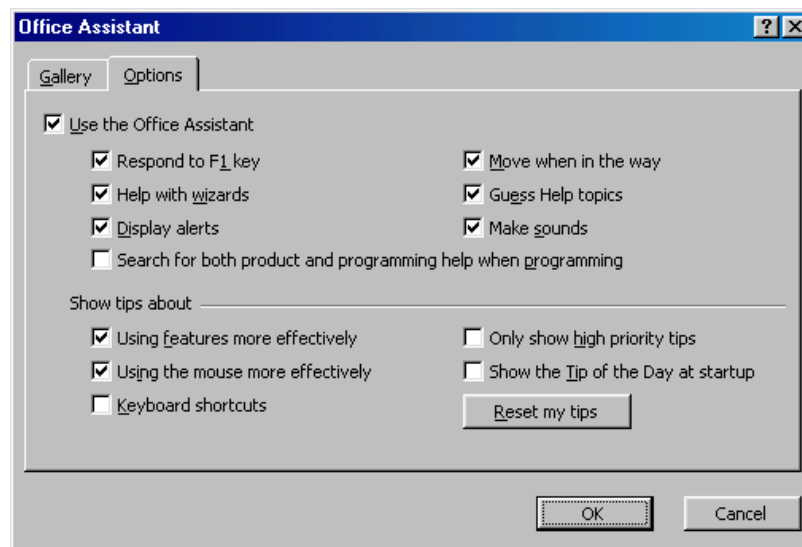 Office Assistant
Gallery Options
Use the Office Assistant
Respond to F1 key Move when in the way
Help with wizards Guess Help topics
Display alerts Make sounds
Search for both product and programming help when programming
Show tips about
Using features more effectively Only show high priority tips
Using the mouse more effectively Show the Tip of the Day at startup
Keyboard shortcuts Reset my tips
OK Cancel